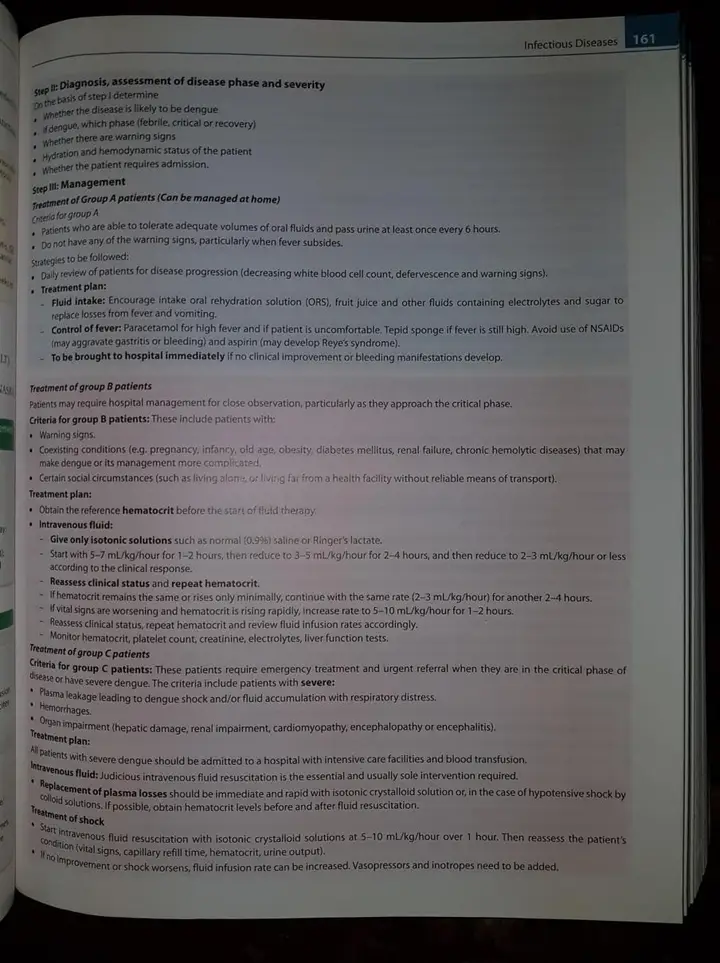 Infectious Diseases 161
Step II: Diagnosis, assessment of disease phase and severity
On the basis of step I determine
• Whether the disease is likely to be dengue
• If dengue, which phase (febrile, critical or recovery)
• Whether there are warning signs
• Hydration and hemodynamic status of the patient
• Whether the patient requires admission.
Step III: Management
Treatment of Group A patients (Can be managed at home)
Criteria for group A
• Patients who are able to tolerate adequate volumes of oral fluids and pass urine at least once every 6 hours.
• Do not have any of the warning signs, particularly when fever subsides.
Strategies to be followed:
• Daily review of patients for disease progression (decreasing white blood cell count, defervescence and warning signs).
• Treatment plan:
– Fluid intake: Encourage intake oral rehydration solution (ORS), fruit juice and other fluids containing electrolytes and sugar to
replace losses from fever and vomiting.
– Control of fever: Paracetamol for high fever and if patient is uncomfortable. Tepid sponge if fever is still high. Avoid use of NSAIDs
(may aggravate gastritis or bleeding) and aspirin (may develop Reye's syndrome).
– To be brought to hospital immediately if no clinical improvement or bleeding manifestations develop.
Treatment of group B patients
Patients may require hospital management for close observation, particularly as they approach the critical phase.
Criteria for group B patients: These include patients with:
• Warning signs.
• Coexisting conditions (e.g. pregnancy, infancy, old age, obesity, diabetes mellitus, renal failure, chronic hemolytic diseases) that may
make dengue or its management more complicated.
• Certain social circumstances (such as living alone, or living far from a health facility without reliable means of transport).
Treatment plan:
• Obtain the reference hematocrit before the start of fluid therapy.
• Intravenous fluid:
– Give only isotonic solutions such as normal (0.9%) saline or Ringer's lactate.
– Start with 5–7 mL/kg/hour for 1–2 hours, then reduce to 3–5 mL/kg/hour for 2–4 hours, and then reduce to 2–3 mL/kg/hour or less
according to the clinical response.
– Reassess clinical status and repeat hematocrit.
– If hematocrit remains the same or rises only minimally, continue with the same rate (2–3 mL/kg/hour) for another 2–4 hours.
– If vital signs are worsening and hematocrit is rising rapidly, increase rate to 5–10 mL/kg/hour for 1–2 hours.
– Reassess clinical status, repeat hematocrit and review fluid infusion rates accordingly.
– Monitor hematocrit, platelet count, creatinine, electrolytes, liver function tests.
Treatment of group C patients
Criteria for group C patients: These patients require emergency treatment and urgent referral when they are in the critical phase of
disease or have severe dengue. The criteria include patients with severe:
• Plasma leakage leading to dengue shock and/or fluid accumulation with respiratory distress.
• Hemorrhages.
• Organ impairment (hepatic damage, renal impairment, cardiomyopathy, encephalopathy or encephalitis).
Treatment plan:
All patients with severe dengue should be admitted to a hospital with intensive care facilities and blood transfusion.
Intravenous fluid: Judicious intravenous fluid resuscitation is the essential and usually sole intervention required.
• Replacement of plasma losses should be immediate and rapid with isotonic crystalloid solution or, in the case of hypotensive shock by
colloid solutions. If possible, obtain hematocrit levels before and after fluid resuscitation.
Treatment of shock
• Start intravenous fluid resuscitation with isotonic crystalloid solutions at 5–10 mL/kg/hour over 1 hour. Then reassess the patient's
condition (vital signs, capillary refill time, hematocrit, urine output).
• If no improvement or shock worsens, fluid infusion rate can be increased. Vasopressors and inotropes need to be added.